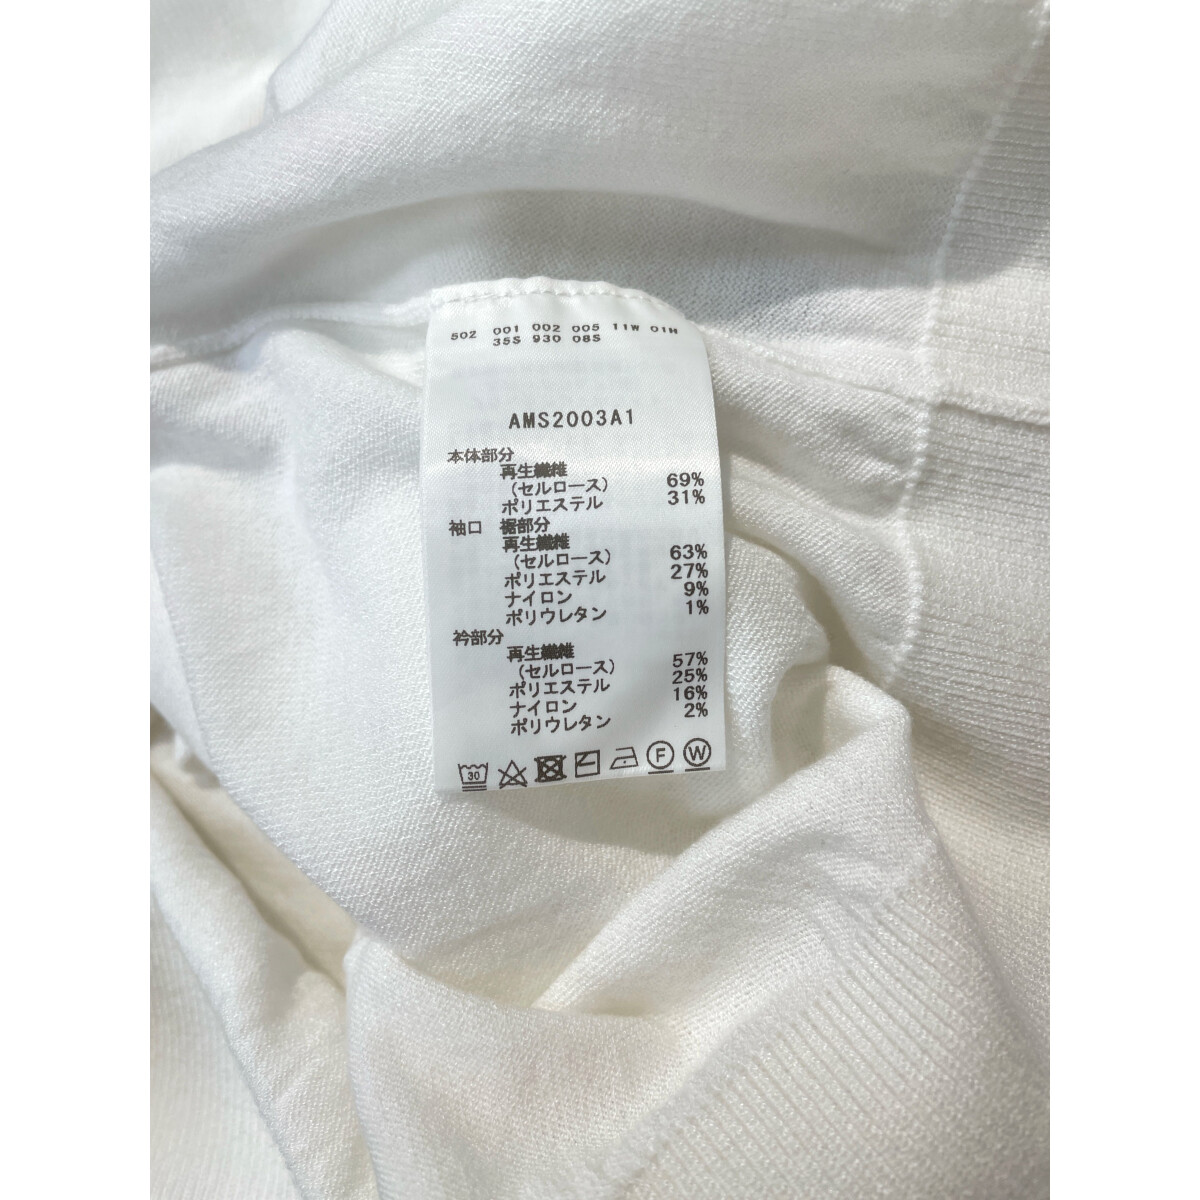 502 001 002 005 11W 01H
35S 930 08S
AMS2003A1
本体部分
再生繊維
(セルロース) 69%
ポリエステル 31%
袖口 裾部分
再生繊維
(セルロース) 63%
ポリエステル 27%
ナイロン 9%
ポリウレタン 1%
衿部分
再生繊維
(セルロース) 57%
ポリエステル 25%
ナイロン 16%
ポリウレタン 2%
30 F W